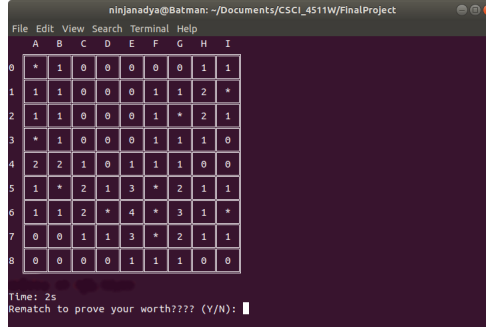 ninjanadya@Batman: ~/Documents/CSCI_4511W/FinalProject
File Edit View Search Terminal Help
A B C D E F G H I
0 * 1 0 0 0 0 0 1 1
1 1 1 0 0 0 1 1 2 *
2 1 1 0 0 0 1 * 2 1
3 * 1 0 0 0 1 1 1 0
4 2 2 1 0 1 1 1 0 0
5 1 * 2 1 3 * 2 1 1
6 1 1 2 * 4 * 3 1 *
7 0 0 1 1 3 * 2 1 1
8 0 0 0 0 1 1 1 0 0
Time: 2s
Rematch to prove your worth???? (Y/N):